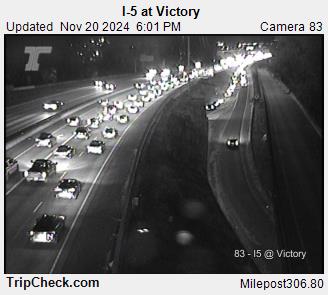 I-5 at Victory
Updated Nov 20 2024 6:01 PM Camera 83
T
83 - I5 @ Victory
TripCheck.com Milepost306.80